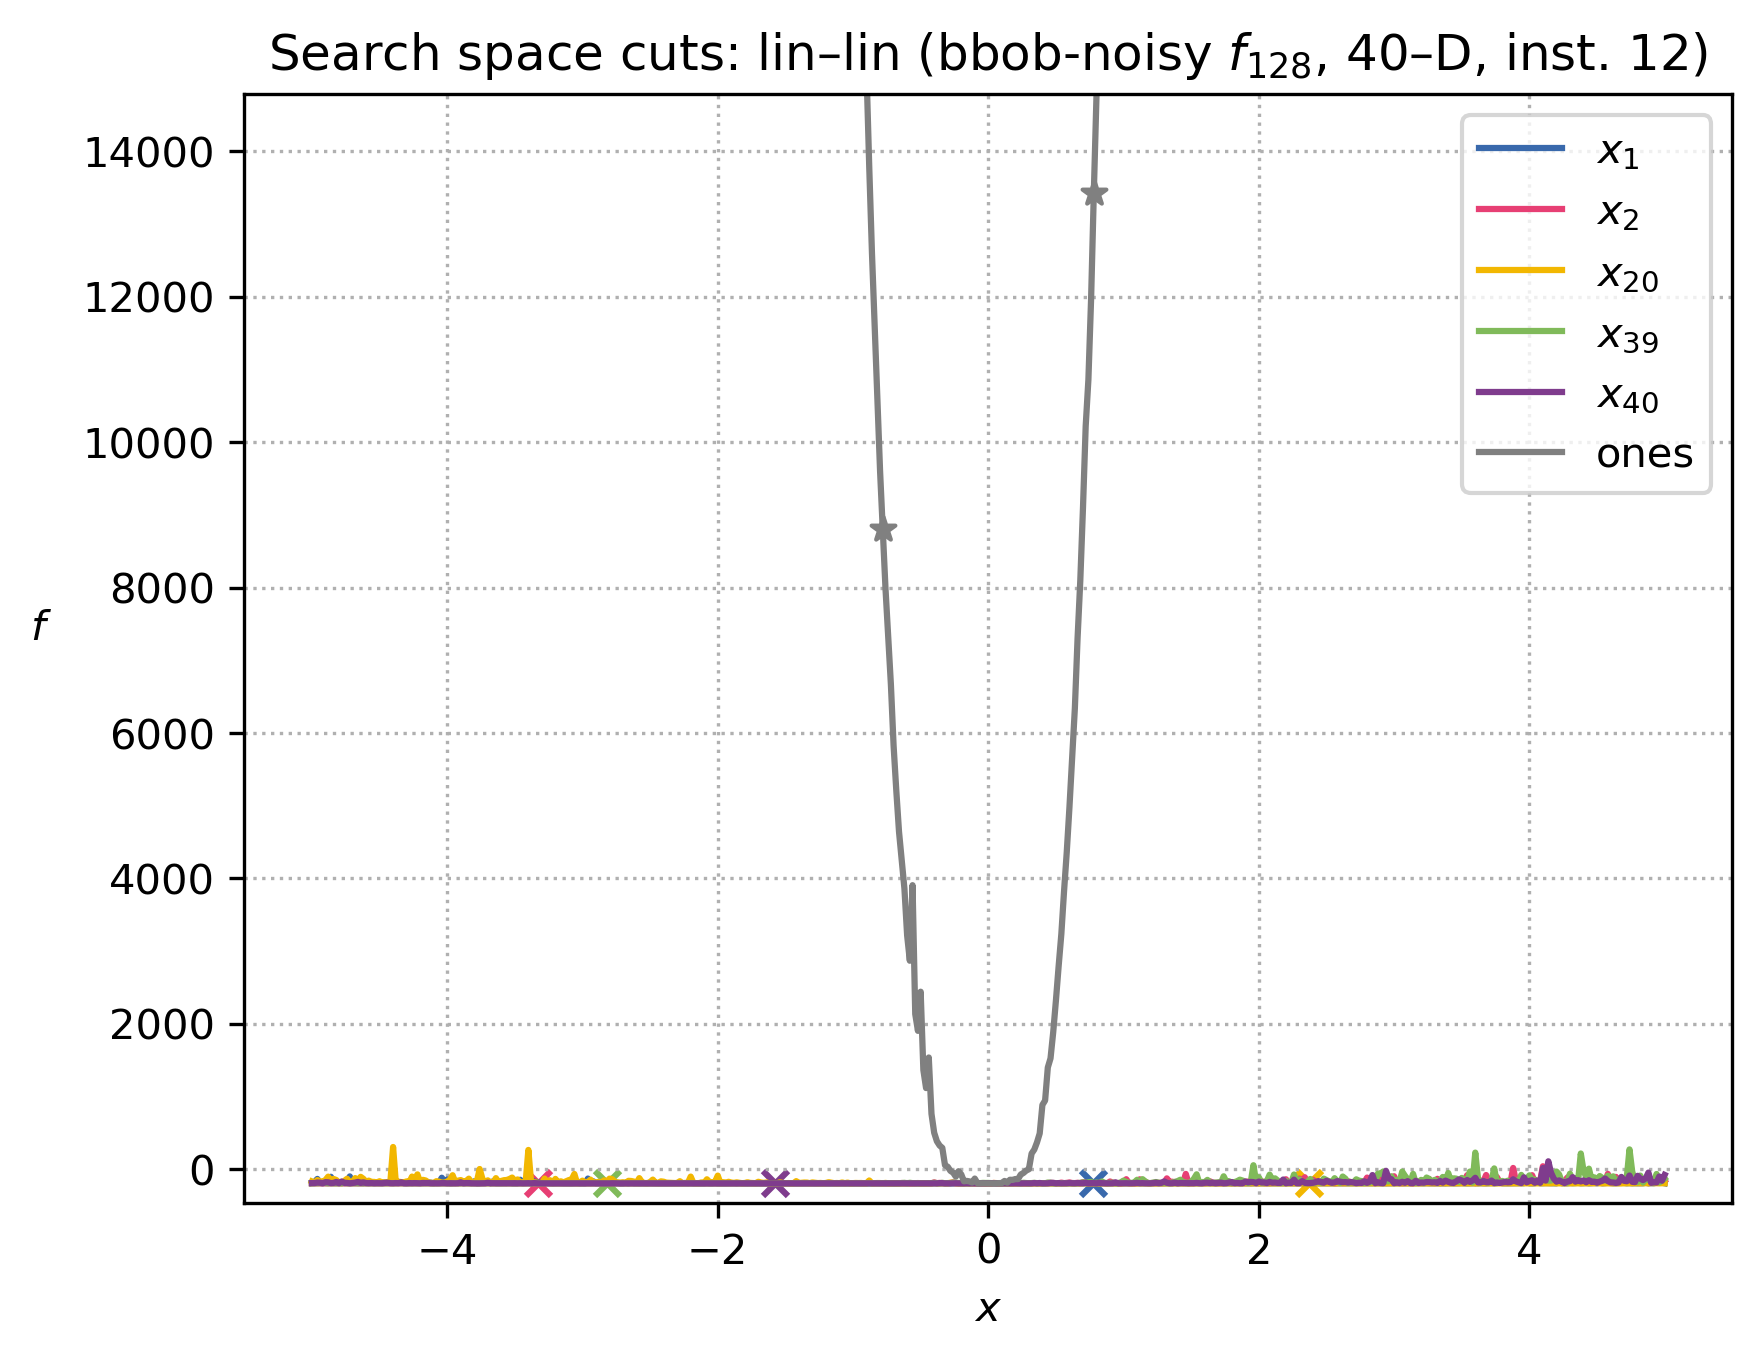 Search space cuts: lin–lin (bbob-noisy f₁₂₈, 40–D, inst. 12)
14000
12000
10000
8000
6000
4000
2000
0
f
−4
−2
0
2
4
x
x₁
x₂
x₂₀
x₃₉
x₄₀
ones